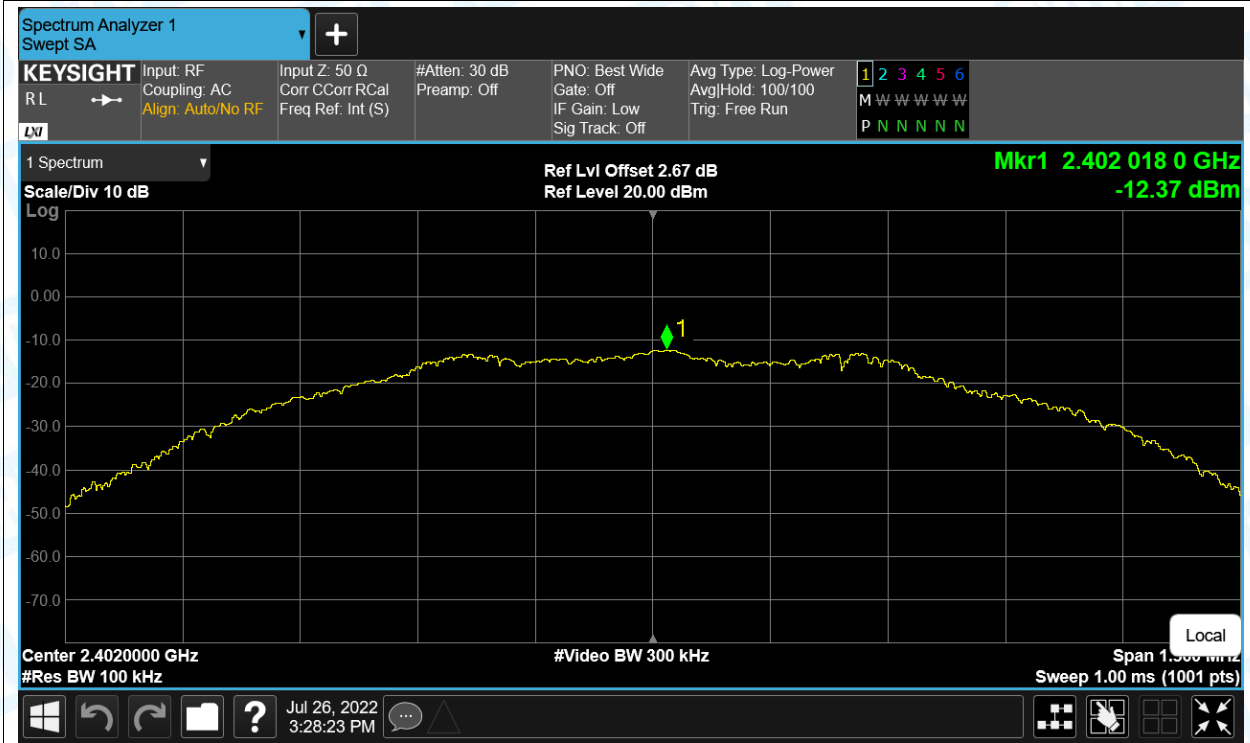 Spectrum Analyzer 1
Swept SA
KEYSIGHT
R L
LXI
Input: RF
Coupling: AC
Align: Auto/No RF
Input Z: 50 Ω
Corr CCorr RCal
Freq Ref: Int (S)
#Atten: 30 dB
Preamp: Off
PNO: Best Wide
Gate: Off
IF Gain: Low
Sig Track: Off
Avg Type: Log-Power
Avg|Hold: 100/100
Trig: Free Run
1 2 3 4 5 6
M W W W W W
P N N N N N
1 Spectrum
Scale/Div 10 dB
Log
Ref Lvl Offset 2.67 dB
Ref Level 20.00 dBm
Mkr1 2.402 018 0 GHz
-12.37 dBm
10.0
0.00
-10.0
-20.0
-30.0
-40.0
-50.0
-60.0
-70.0
1
Center 2.4020000 GHz
#Res BW 100 kHz
#Video BW 300 kHz
Local
Span
Sweep 1.00 ms (1001 pts)
?
Jul 26, 2022
3:28:23 PM